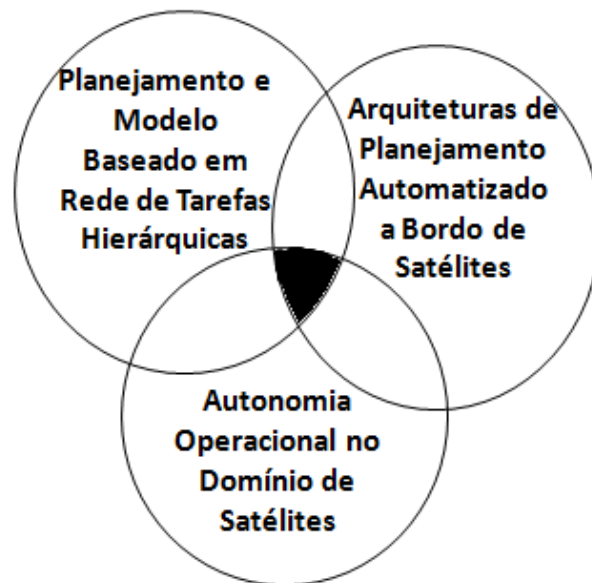 Planejamento e
Modelo
Baseado em
Rede de Tarefas
Hierárquicas
Arquiteturas de
Planejamento
Automatizado
a Bordo de
Satélites
Autonomia
Operacional no
Domínio de
Satélites